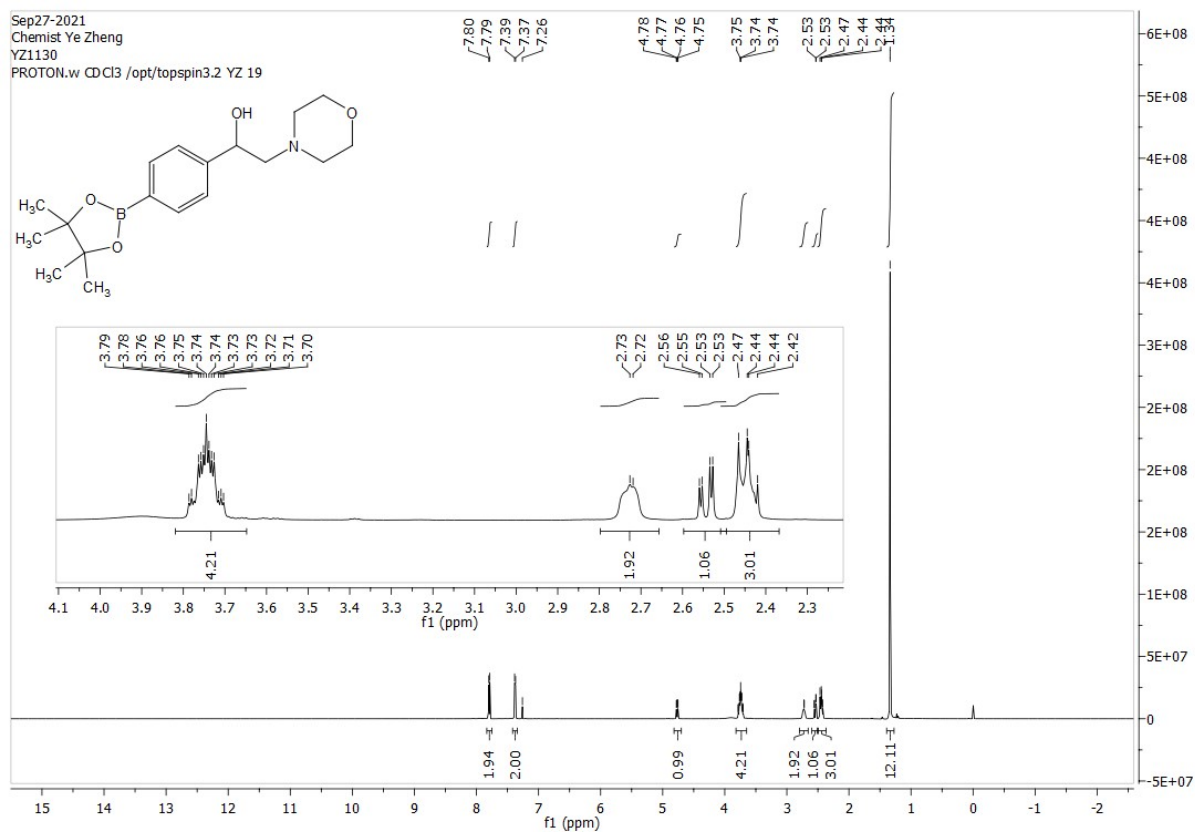 Sep27-2021
Chemist Ye Zheng
YZ1130
PROTON.w CDCl3 /opt/topspin3.2 YZ 19
7.80 7.79 7.39 7.37 7.26 4.78 4.77 4.76 4.75 3.75 3.74 3.74 2.53 2.53 2.47 2.44 2.44 1.34
OH
O
N
O
B
O
H₃C
H₃C
H₃C
CH₃
3.79 3.78 3.76 3.76 3.75 3.74 3.74 3.73 3.73 3.72 3.71 3.70 2.73 2.72 2.56 2.55 2.53 2.53 2.47 2.44 2.44 2.42
4.21 1.92 1.06 3.01
4.1 4.0 3.9 3.8 3.7 3.6 3.5 3.4 3.3 3.2 3.1 3.0 2.9 2.8 2.7 2.6 2.5 2.4 2.3
f1 (ppm)
6E+08
5E+08
4E+08
4E+08
4E+08
3E+08
2E+08
2E+08
2E+08
1E+08
5E+07
0
-5E+07
1.94 2.00 0.99 4.21 1.92 1.06 3.01 12.11
15 14 13 12 11 10 9 8 7 6 5 4 3 2 1 0 -1 -2
f1 (ppm)